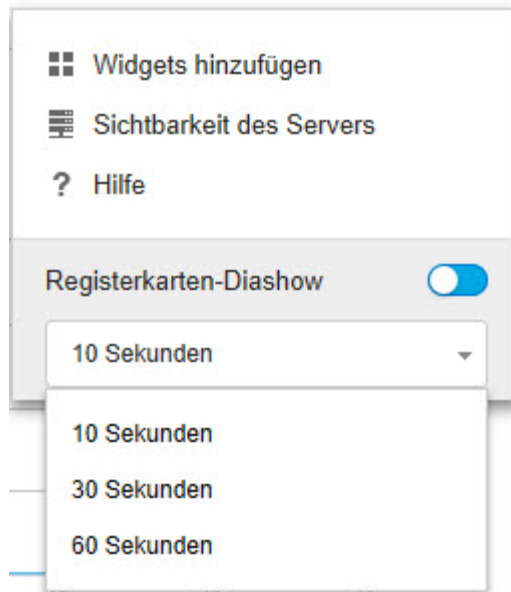 Widgets hinzufügen
Sichtbarkeit des Servers
? Hilfe
Registerkarten-Diashow
10 Sekunden
10 Sekunden
30 Sekunden
60 Sekunden